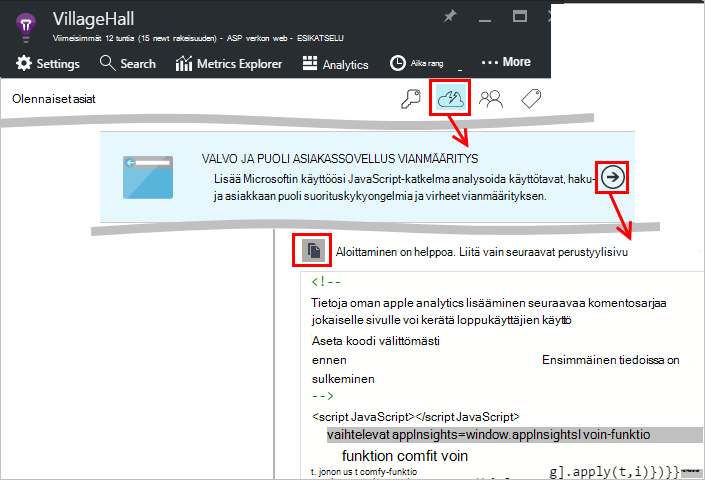 VillageHall
Viimeisimmät 12 tuntia (15 newt rakeisuuden) - ASP verkon web - ESIKATSELU
Settings Search Metrics Explorer Analytics Aika rang ••• More
Olennaiset asiat
VALVO JA PUOLI ASIAKASSOVELLUS VIANMÄÄRITYS
Lisää Microsoftin käyttöösi JavaScript-katkelma analysoida käyttötavat, haku-
ja asiakkaan puoli suorituskykyongelmia ja virheet vianmäärityksen.
Aloittaminen on helppoa. Liitä vain seuraavat perustyylisivu
<!--
Tietoja oman apple analytics lisääminen seuraavaa komentosarjaa
jokaiselle sivulle voi kerätä loppukäyttäjien käyttö
Aseta koodi välittömästi
ennen Ensimmäinen tiedoissa on
sulkeminen
-->
<script JavaScript></script JavaScript>
vaihtelevat appInsights=window.appInsightsI voin-funktio
funktion comfit voin
t. jonon us t comfy-funktio g].apply(t,i)})}}